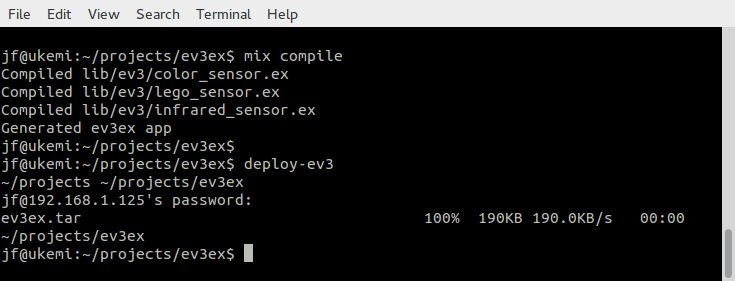 File Edit View Search Terminal Help
jf@ukemi:~/projects/ev3ex$ mix compile
Compiled lib/ev3/color_sensor.ex
Compiled lib/ev3/lego_sensor.ex
Compiled lib/ev3/infrared_sensor.ex
Generated ev3ex app
jf@ukemi:~/projects/ev3ex$
jf@ukemi:~/projects/ev3ex$ deploy-ev3
~/projects ~/projects/ev3ex
jf@192.168.1.125's password:
ev3ex.tar 100% 190KB 190.0KB/s 00:00
~/projects/ev3ex
jf@ukemi:~/projects/ev3ex$